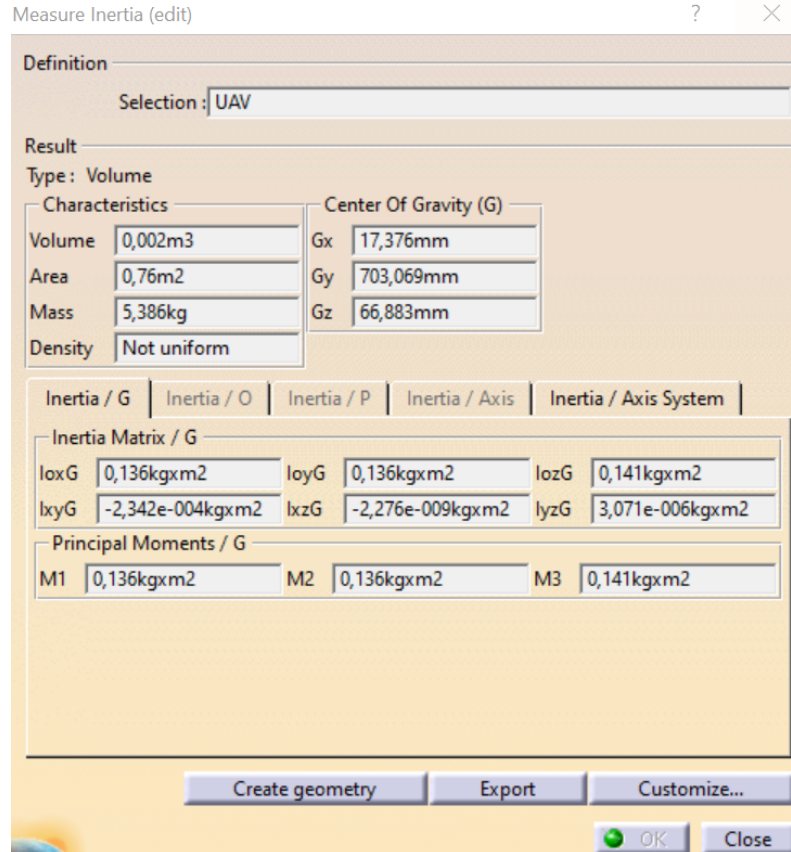 Measure Inertia (edit) ?
Definition
Selection : UAV
Result
Type : Volume
Characteristics Center Of Gravity (G)
Volume 0,002m3 Gx 17,376mm
Area 0,76m2 Gy 703,069mm
Mass 5,386kg Gz 66,883mm
Density Not uniform
Inertia / G Inertia / O Inertia / P Inertia / Axis Inertia / Axis System
Inertia Matrix / G
IoxG 0,136kgxm2 IoyG 0,136kgxm2 IozG 0,141kgxm2
IxyG -2,342e-004kgxm2 IxzG -2,276e-009kgxm2 IyzG 3,071e-006kgxm2
Principal Moments / G
M1 0,136kgxm2 M2 0,136kgxm2 M3 0,141kgxm2
Create geometry Export Customize...
OK Close